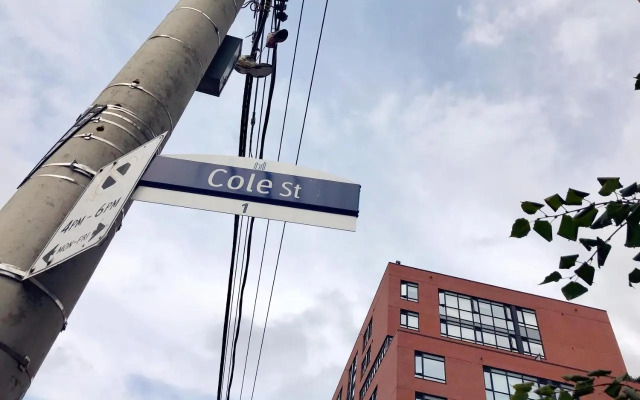 Cole St
1
4PM - 6PM
MON-FRI